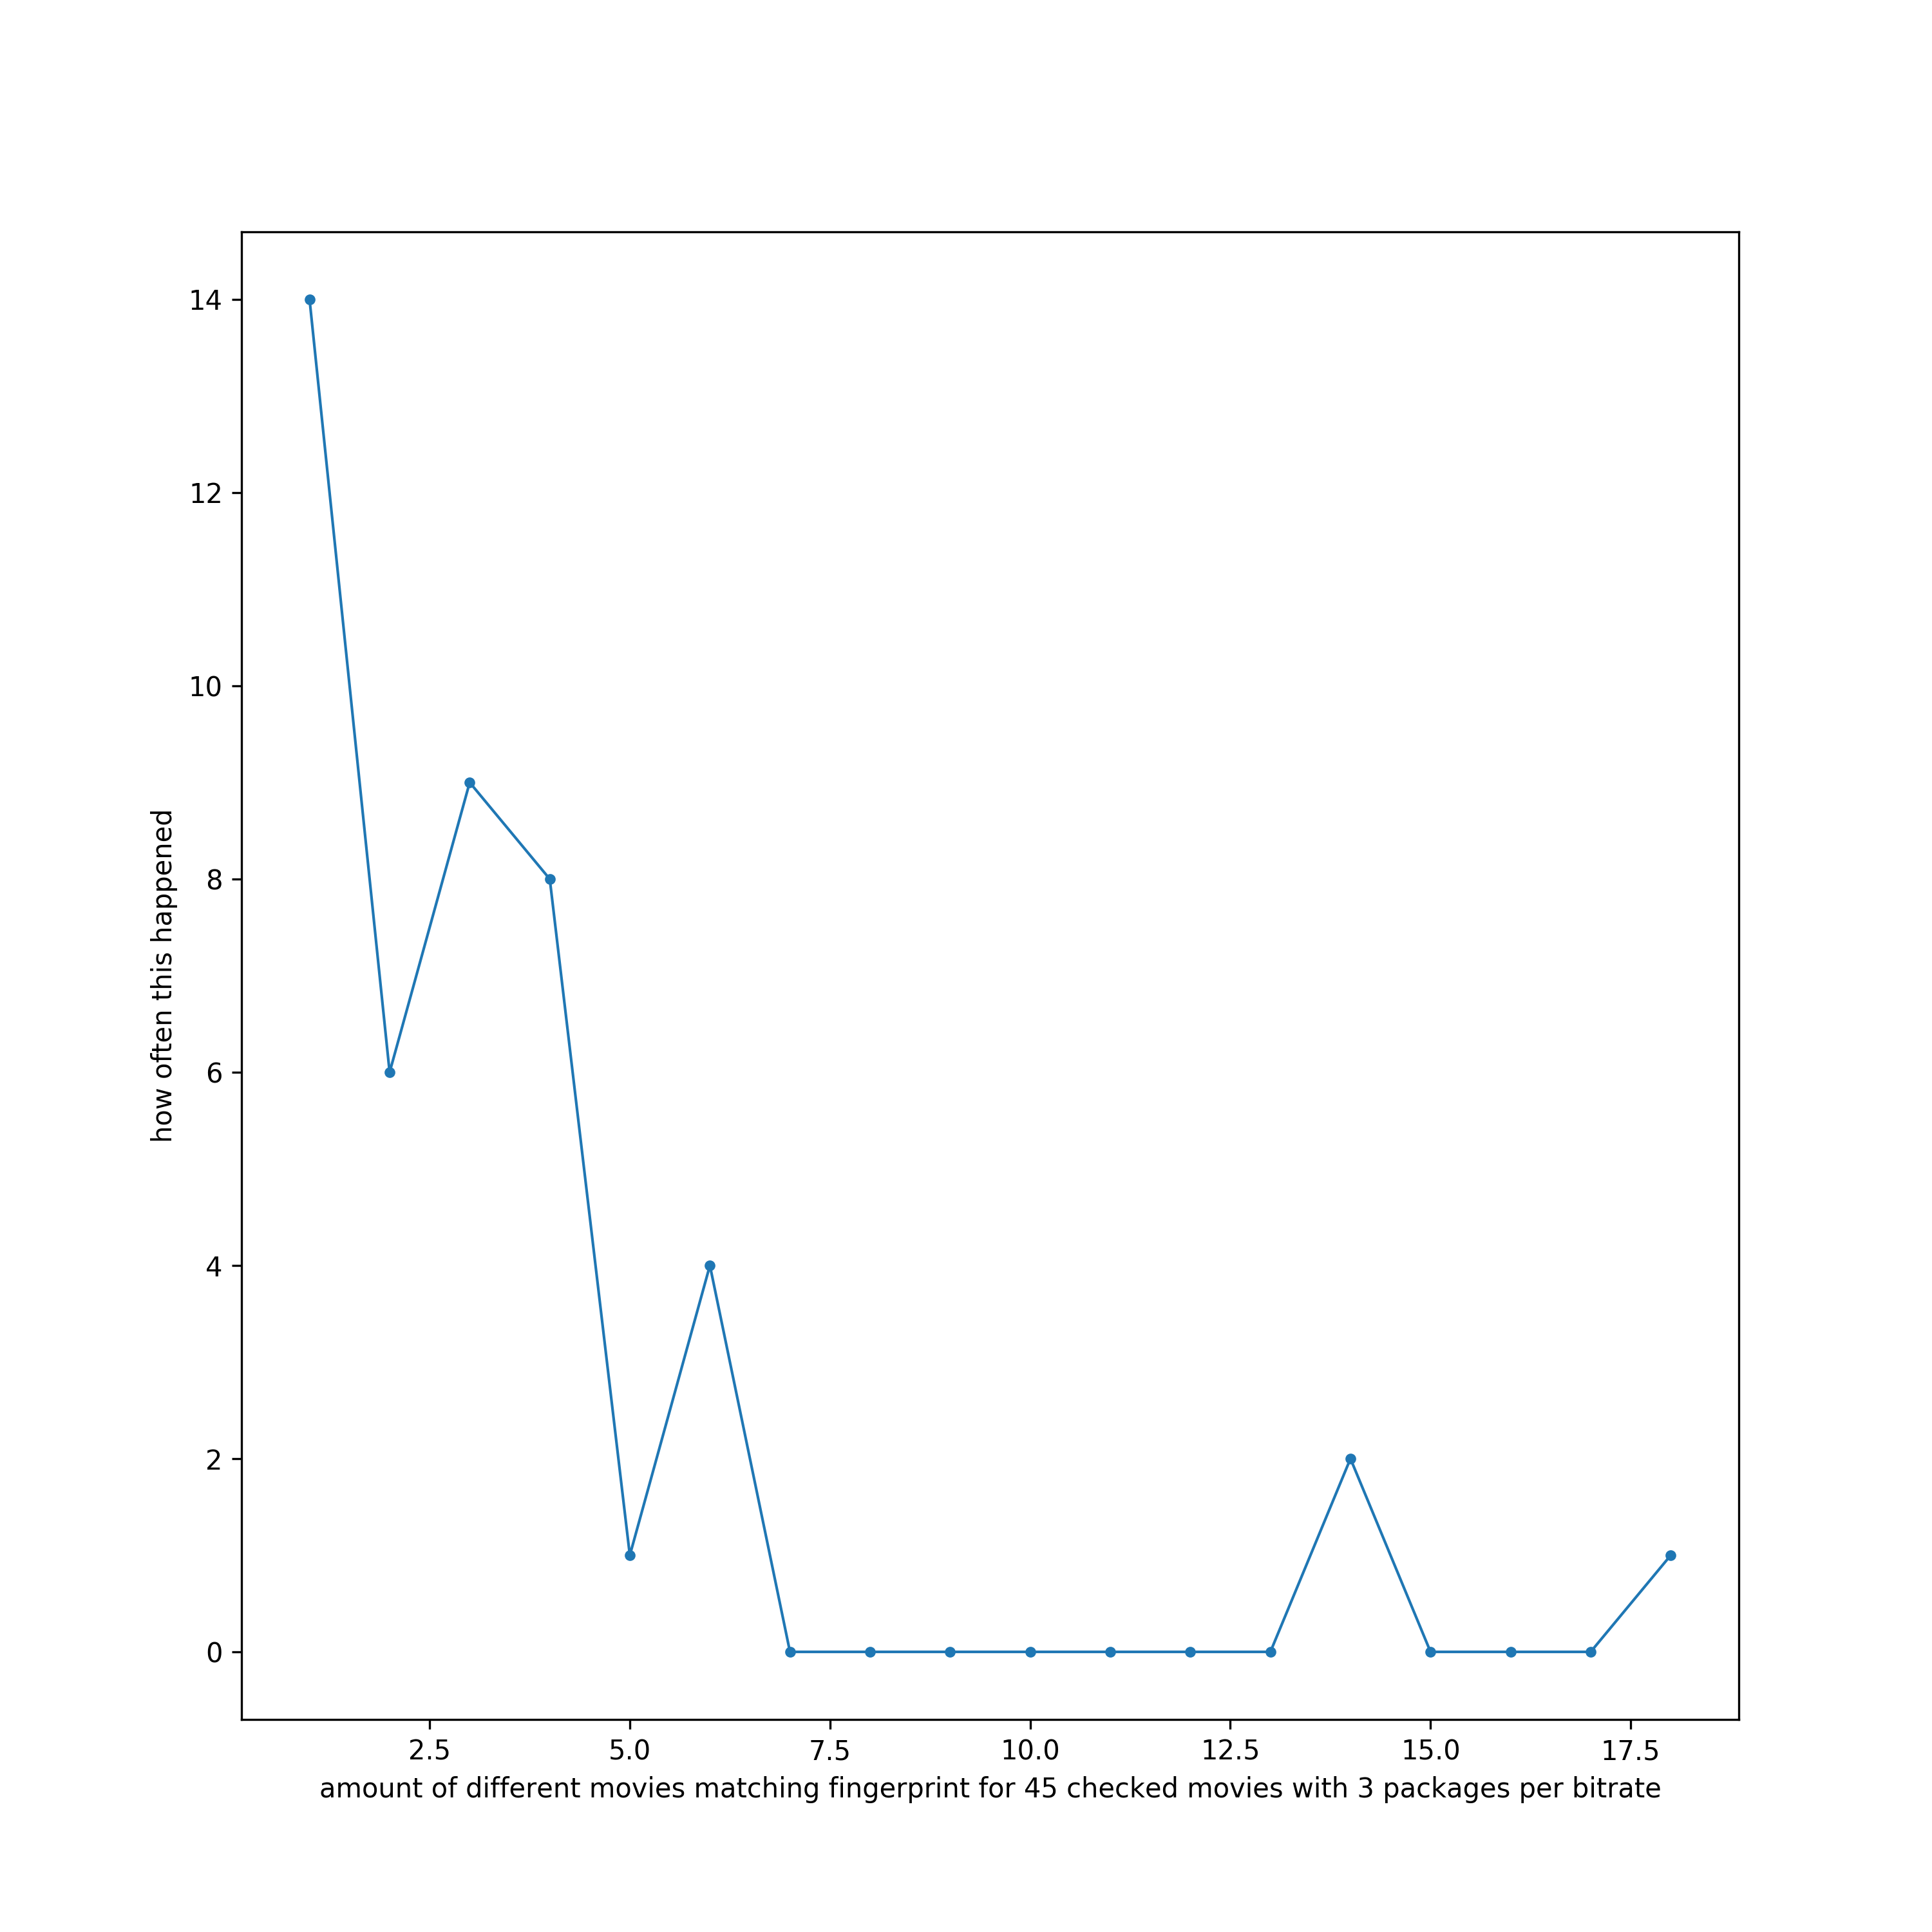 14
12
10
8
6
4
2
0
how often this happened
2.5 5.0 7.5 10.0 12.5 15.0 17.5
amount of different movies matching fingerprint for 45 checked movies with 3 packages per bitrate